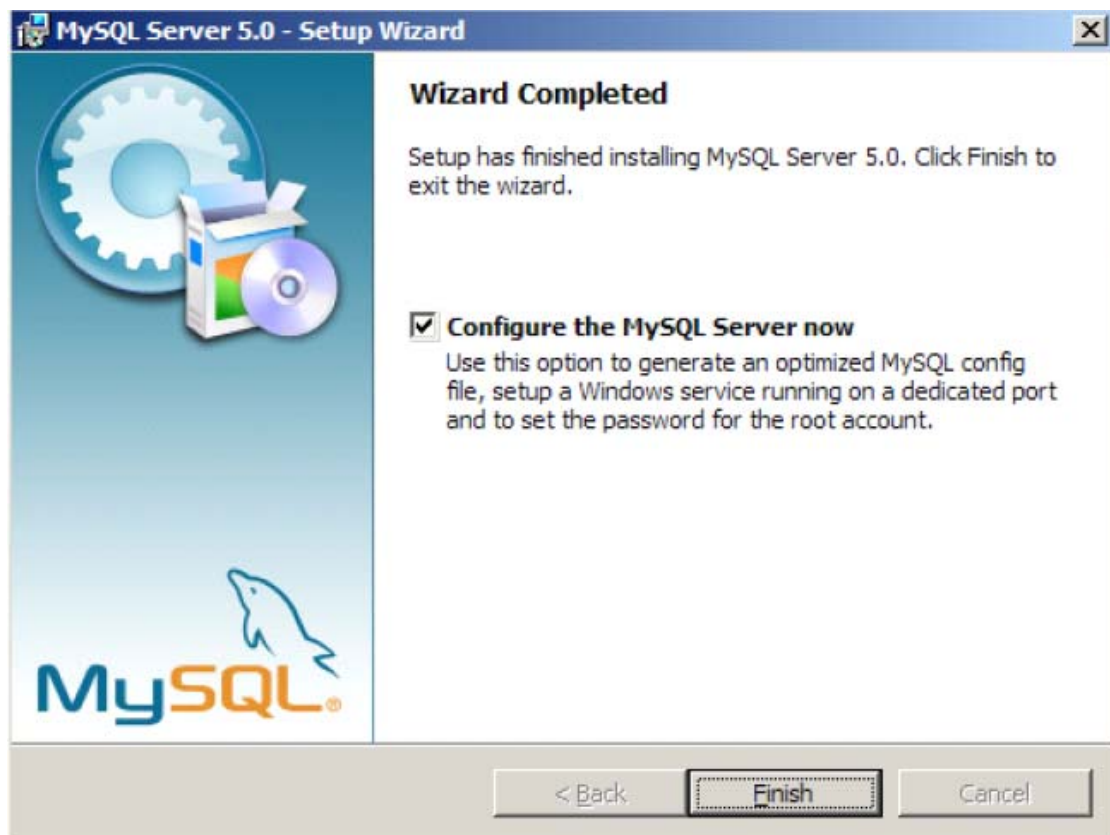 MySQL Server 5.0 - Setup Wizard
Wizard Completed
Setup has finished installing MySQL Server 5.0. Click Finish to
exit the wizard.
Configure the MySQL Server now
Use this option to generate an optimized MySQL config
file, setup a Windows service running on a dedicated port
and to set the password for the root account.
MySQL®
< Back Finish Cancel